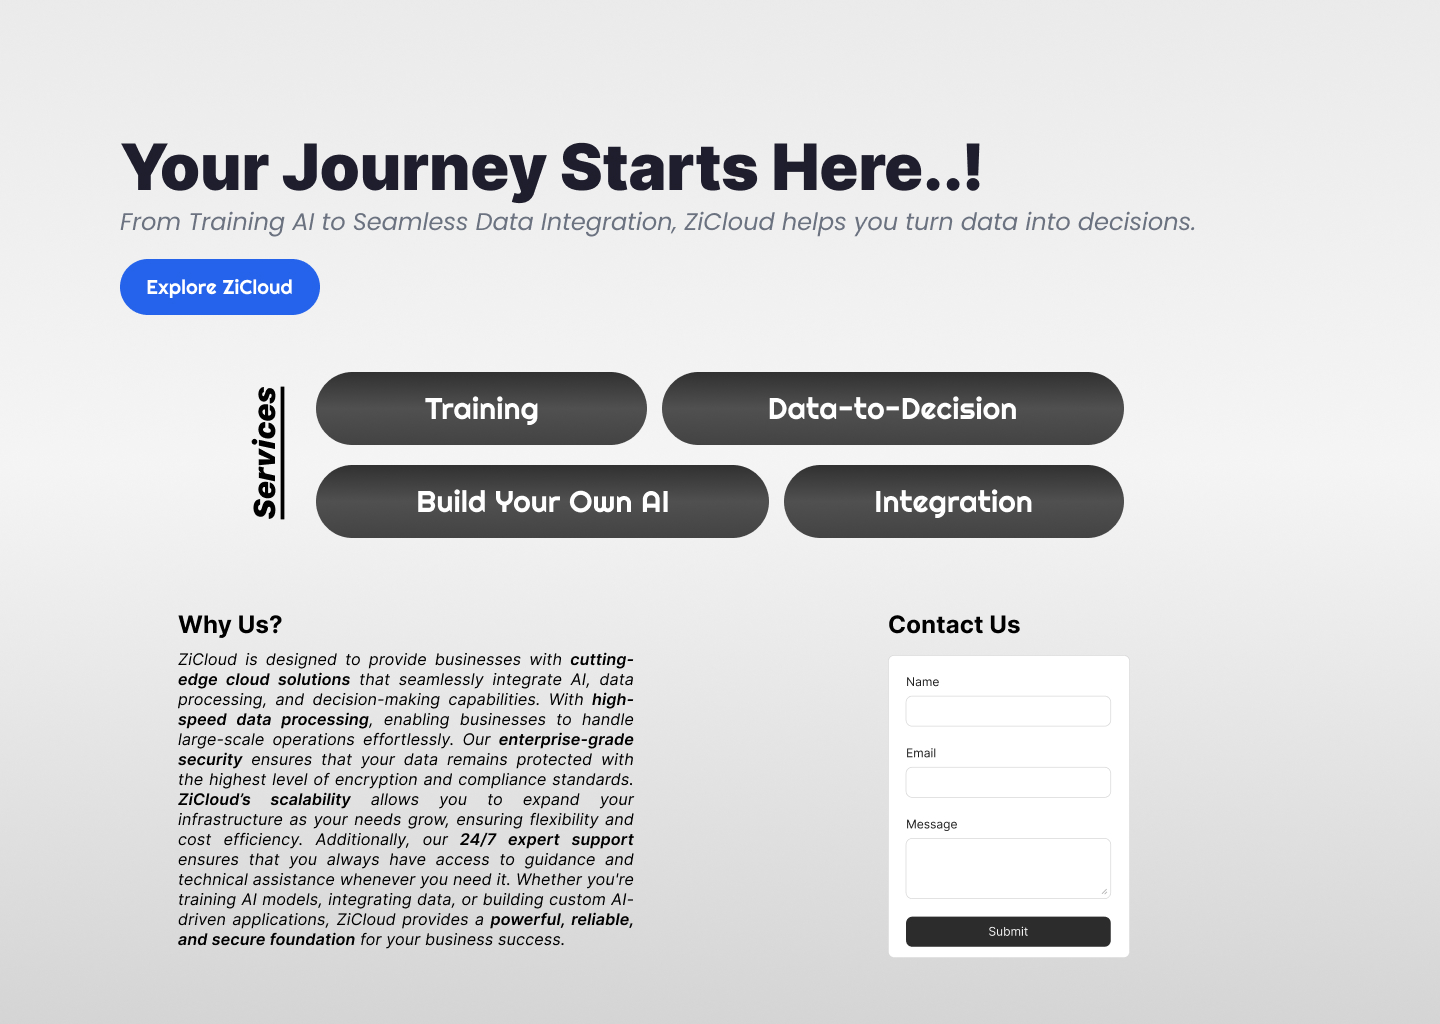 Your Journey Starts Here..!
From Training AI to Seamless Data Integration, ZiCloud helps you turn data into decisions.
Explore ZiCloud
Services
Training
Data-to-Decision
Build Your Own AI
Integration
Why Us?
ZiCloud is designed to provide businesses with cutting-
edge cloud solutions that seamlessly integrate AI, data
processing, and decision-making capabilities. With high-
speed data processing, enabling businesses to handle
large-scale operations effortlessly. Our enterprise-grade
security ensures that your data remains protected with
the highest level of encryption and compliance standards.
ZiCloud’s scalability allows you to expand your
infrastructure as your needs grow, ensuring flexibility and
cost efficiency. Additionally, our 24/7 expert support
ensures that you always have access to guidance and
technical assistance whenever you need it. Whether you're
training AI models, integrating data, or building custom AI-
driven applications, ZiCloud provides a powerful, reliable,
and secure foundation for your business success.
Contact Us
Name
Email
Message
Submit